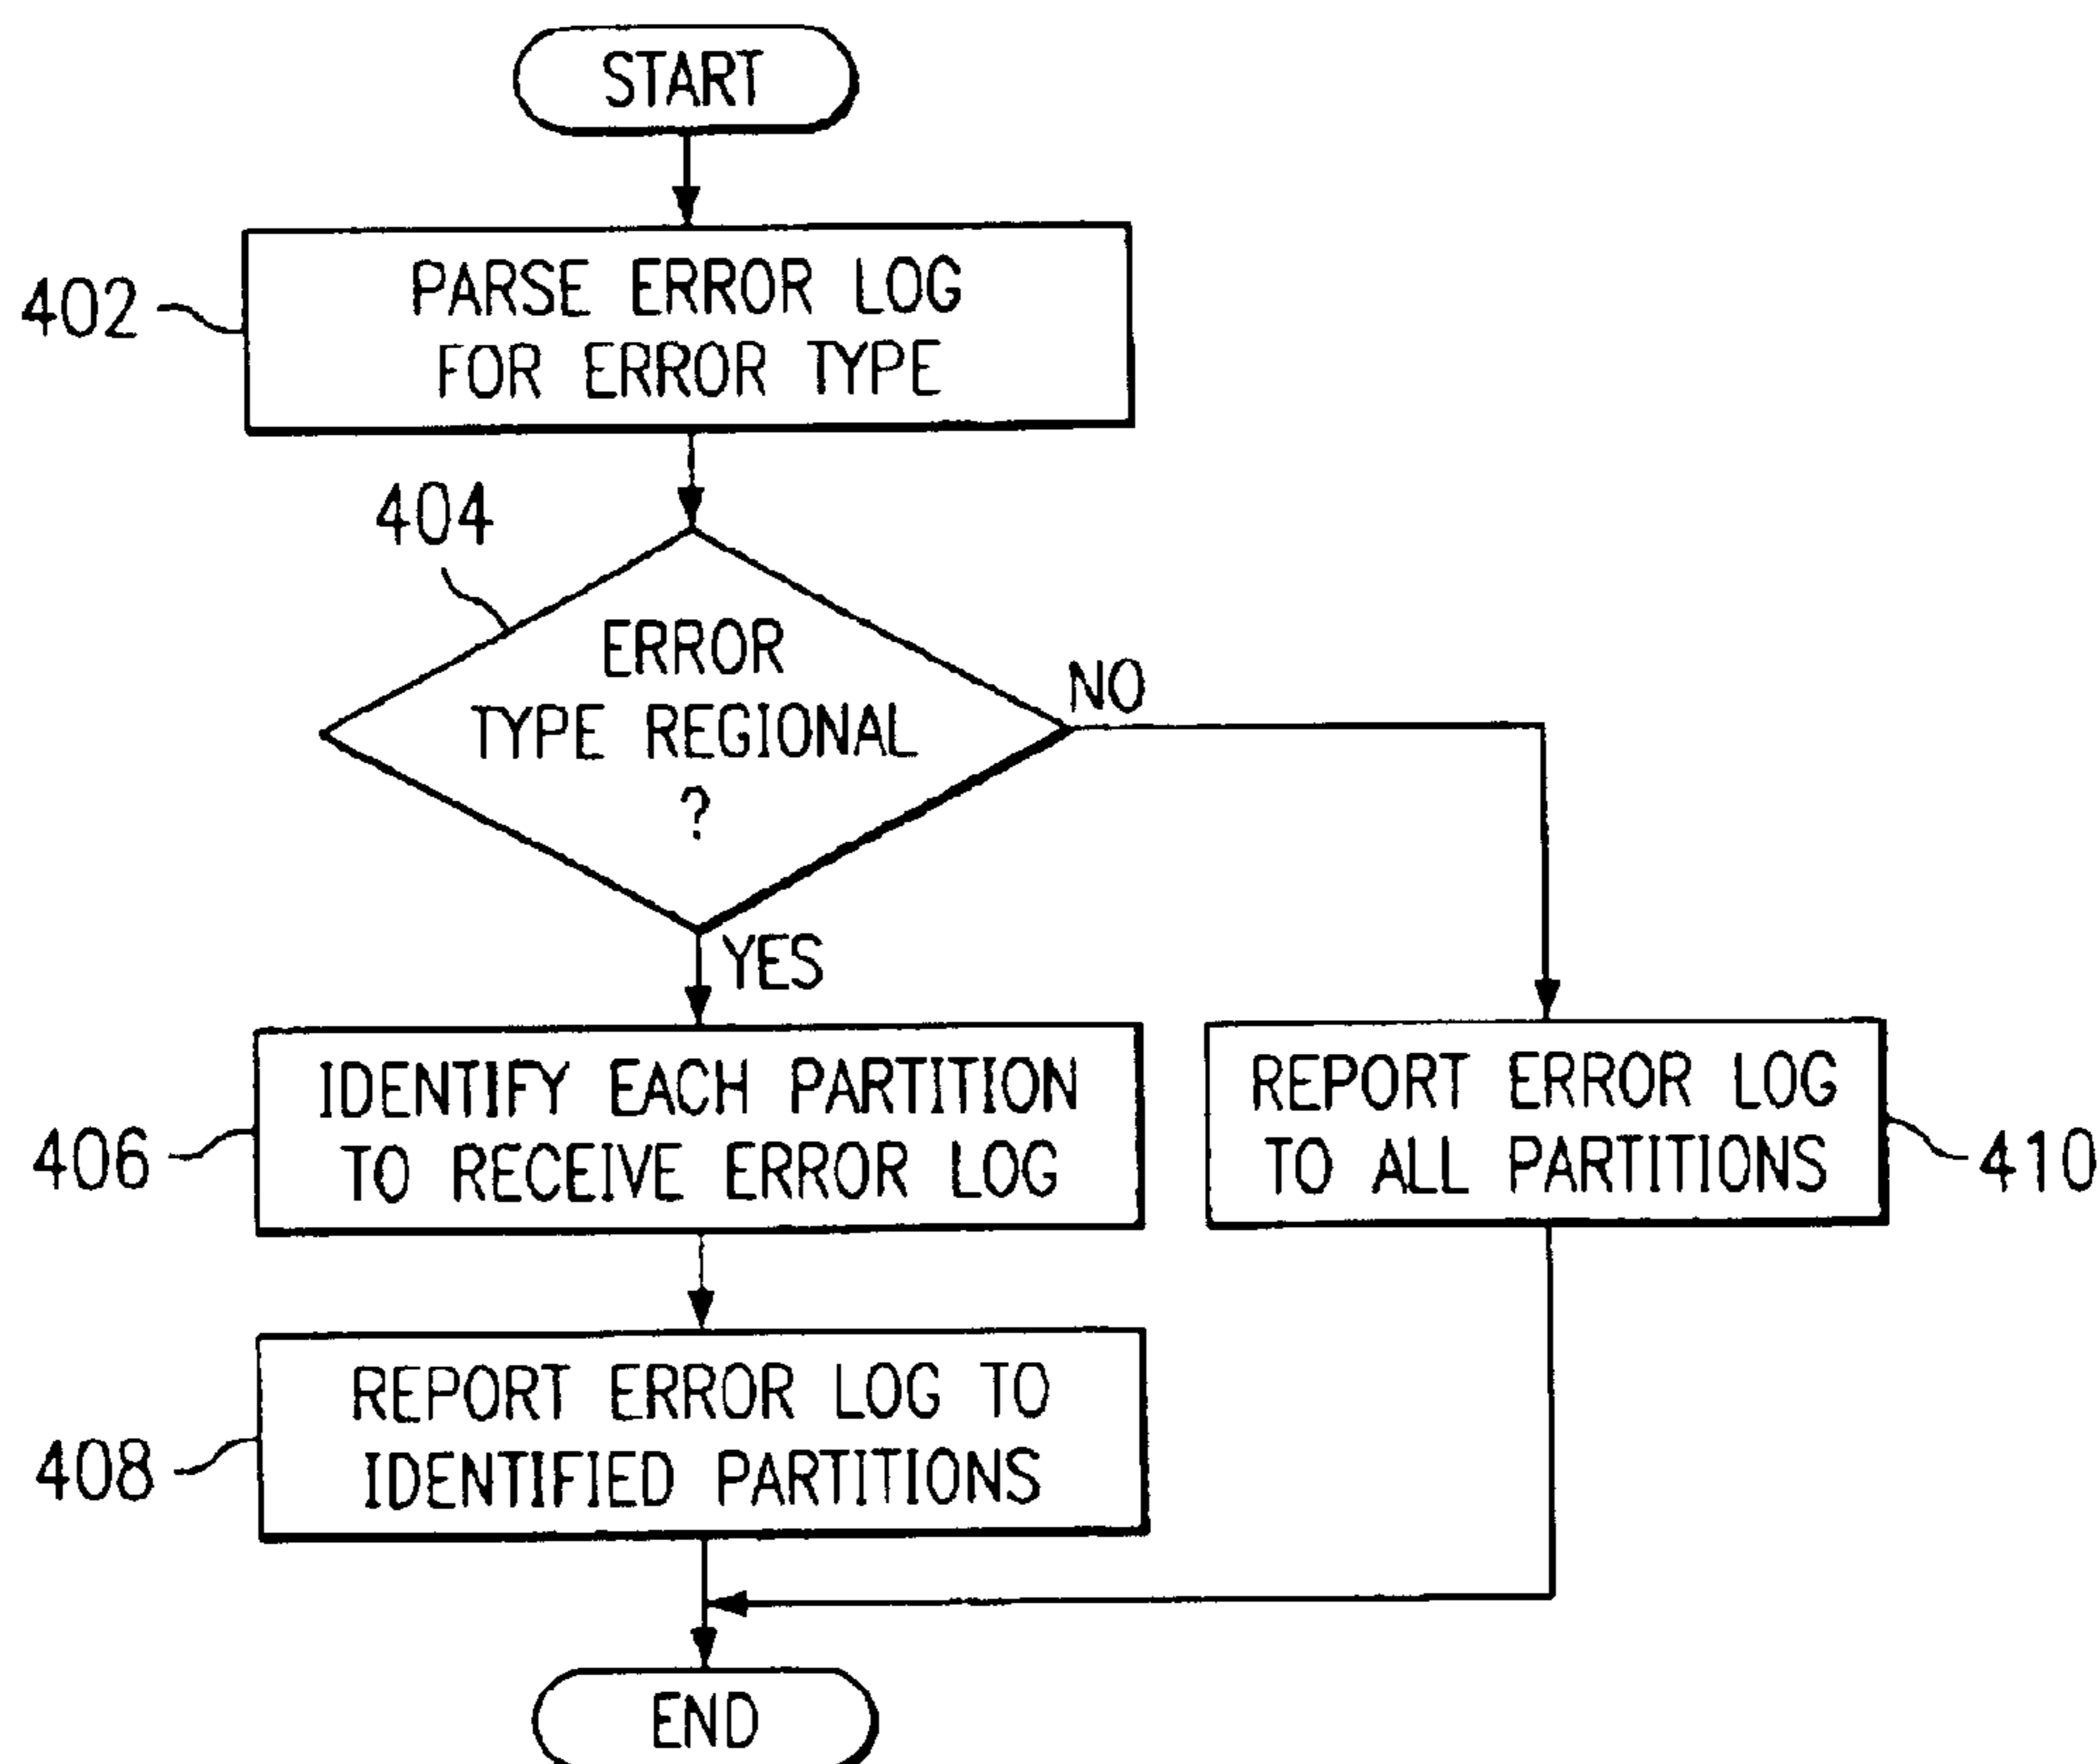 START
402
PARSE ERROR LOG
FOR ERROR TYPE
404
ERROR
TYPE REGIONAL
?
NO
YES
406
IDENTIFY EACH PARTITION
TO RECEIVE ERROR LOG
REPORT ERROR LOG
TO ALL PARTITIONS
410
408
REPORT ERROR LOG TO
IDENTIFIED PARTITIONS
END